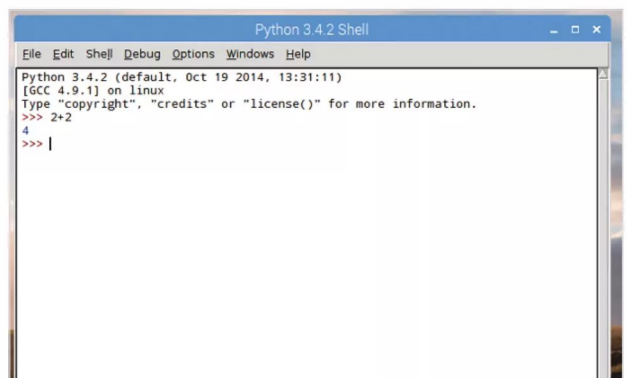 Python 3.4.2 Shell
File Edit Shell Debug Options Windows Help
Python 3.4.2 (default, Oct 19 2014, 13:31:11)
[GCC 4.9.1] on linux
Type "copyright", "credits" or "license()" for more information.
>>> 2+2
4
>>>